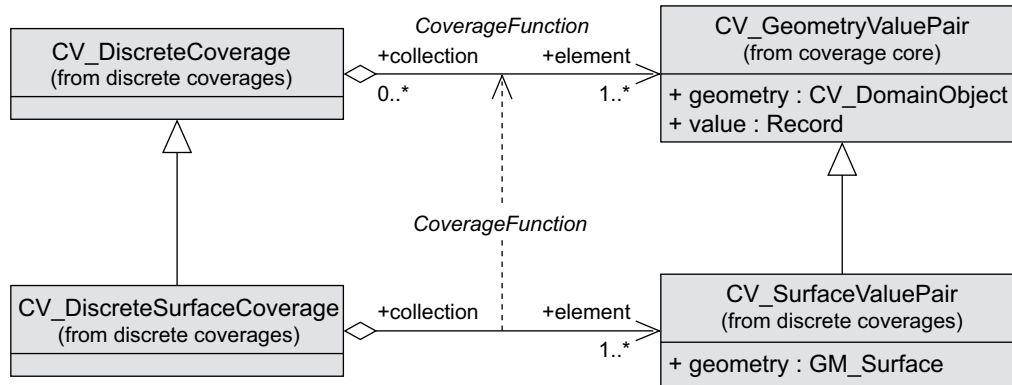 CoverageFunction
CV_DiscreteCoverage
(from discrete coverages)
+collection
+element
0..*
1..*
CV_GeometryValuePair
(from coverage core)
+ geometry : CV_DomainObject
+ value : Record
CoverageFunction
CV_DiscreteSurfaceCoverage
(from discrete coverages)
+collection
+element
1..*
CV_SurfaceValuePair
(from discrete coverages)
+ geometry : GM_Surface